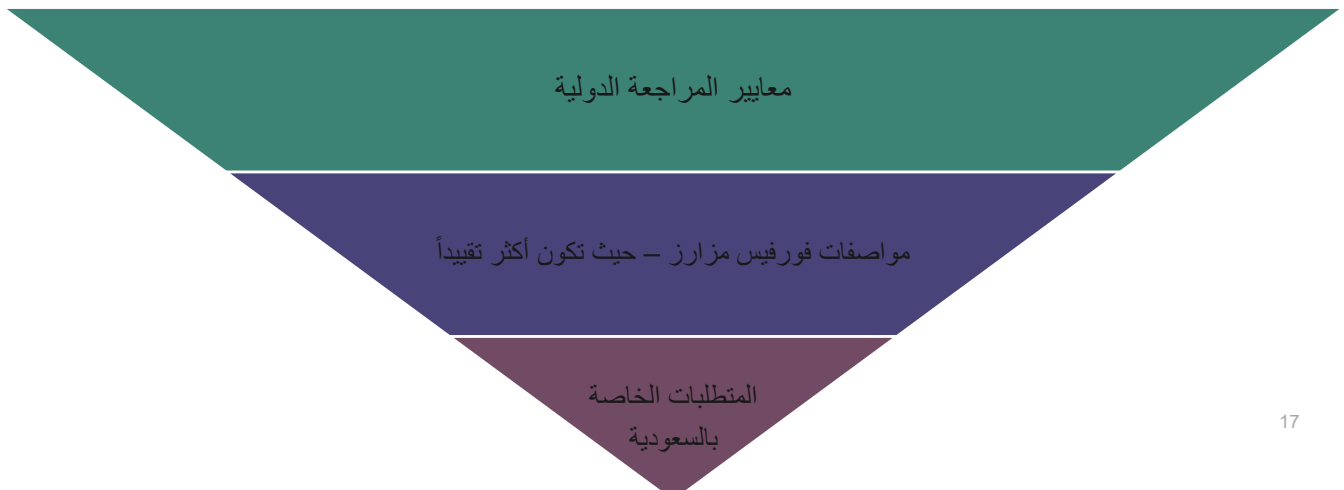 معايير المراجعة الدولية
مواصفات فورفيس مزارز – حيث تكون أكثر تقييداً
المتطلبات الخاصة
بالسعودية
17